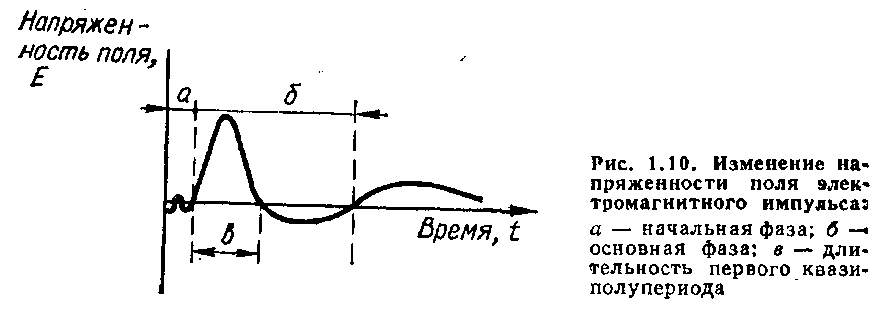 Напряжен-
ность поля,
E
а
б
в
Время, t
Рис. 1.10. Изменение на-
пряженности поля элек-
тромагнитного импульса:
а — начальная фаза; б —
основная фаза; в — дли-
тельность первого квази-
полупериода